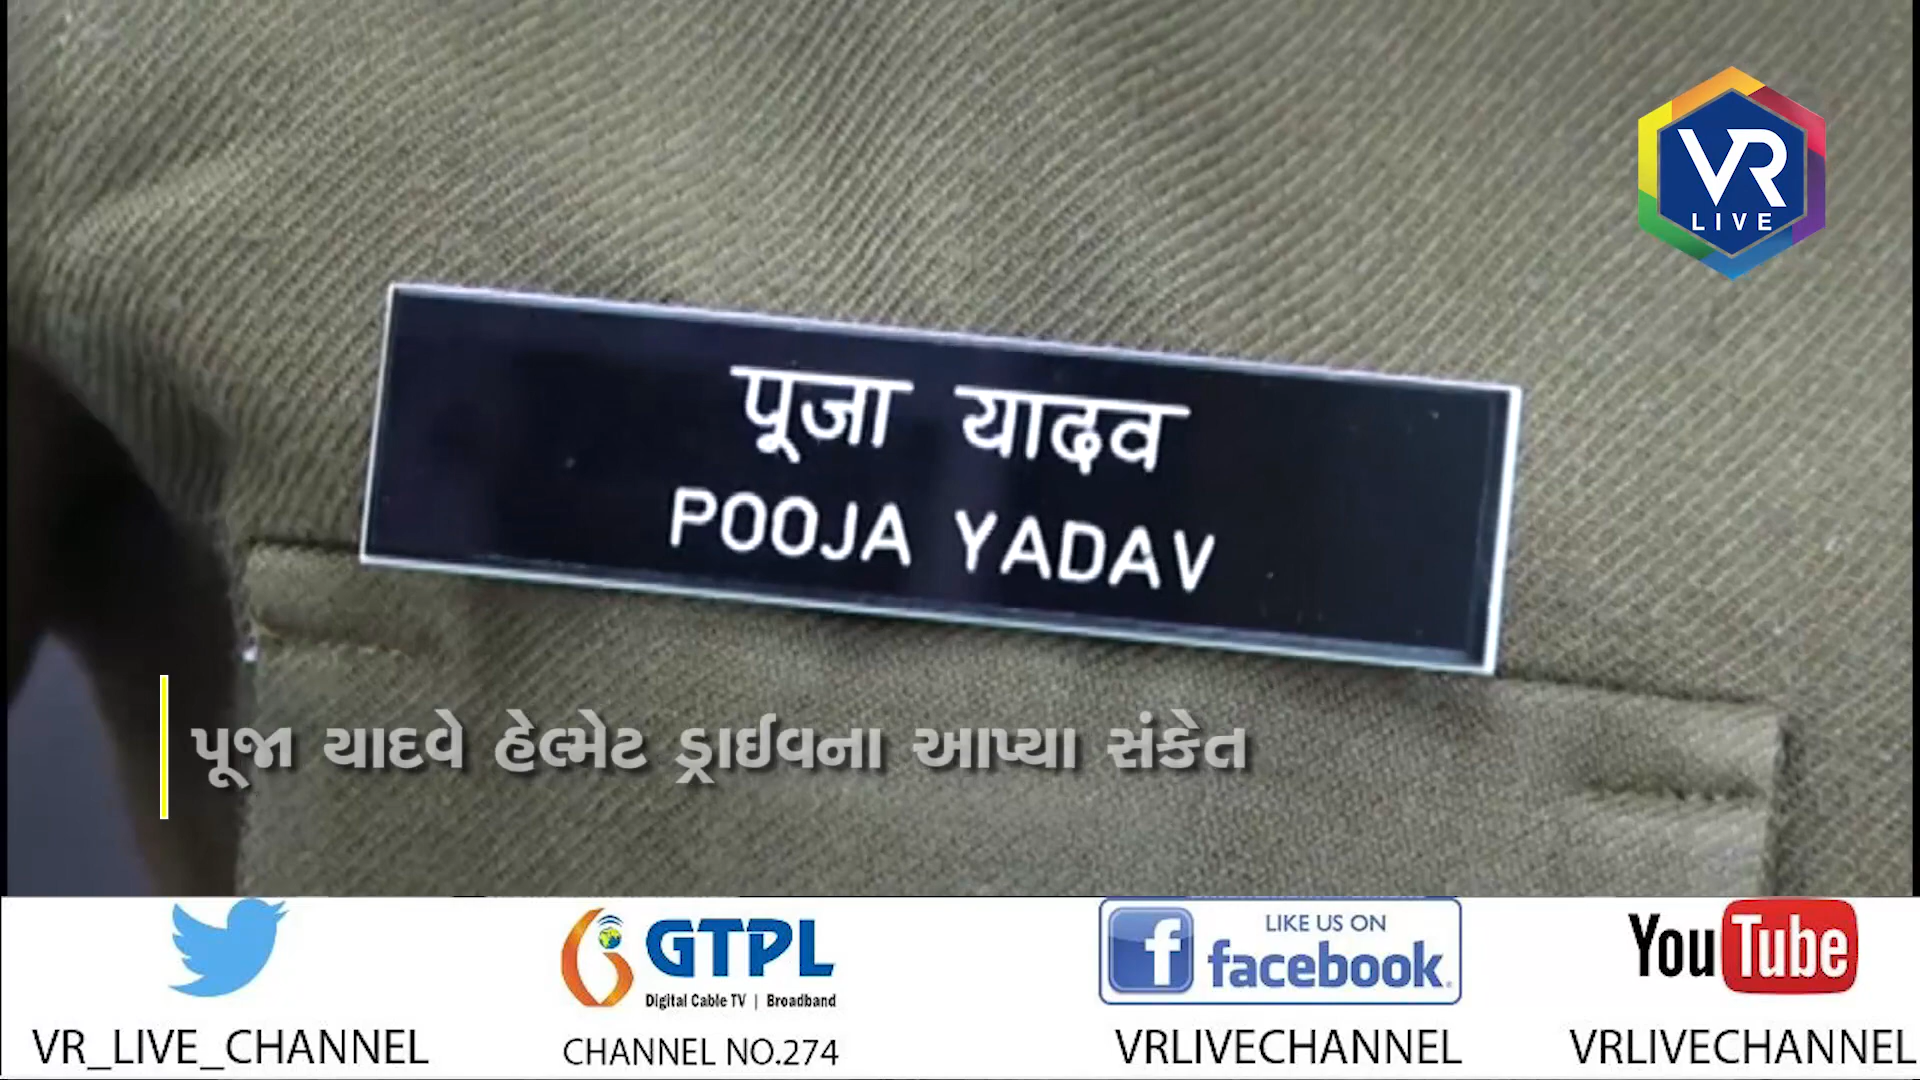 VR
LIVE
पूजा यादव
POOJA YADAV
પૂજા યાદવે હેલ્મેટ ડ્રાઈવના આપ્યા સંકેત
GTPL
Digital Cable TV | Broadband
LIKE US ON
facebook
YouTube
VR_LIVE_CHANNEL
CHANNEL NO.274
VRLIVECHANNEL
VRLIVECHANNEL